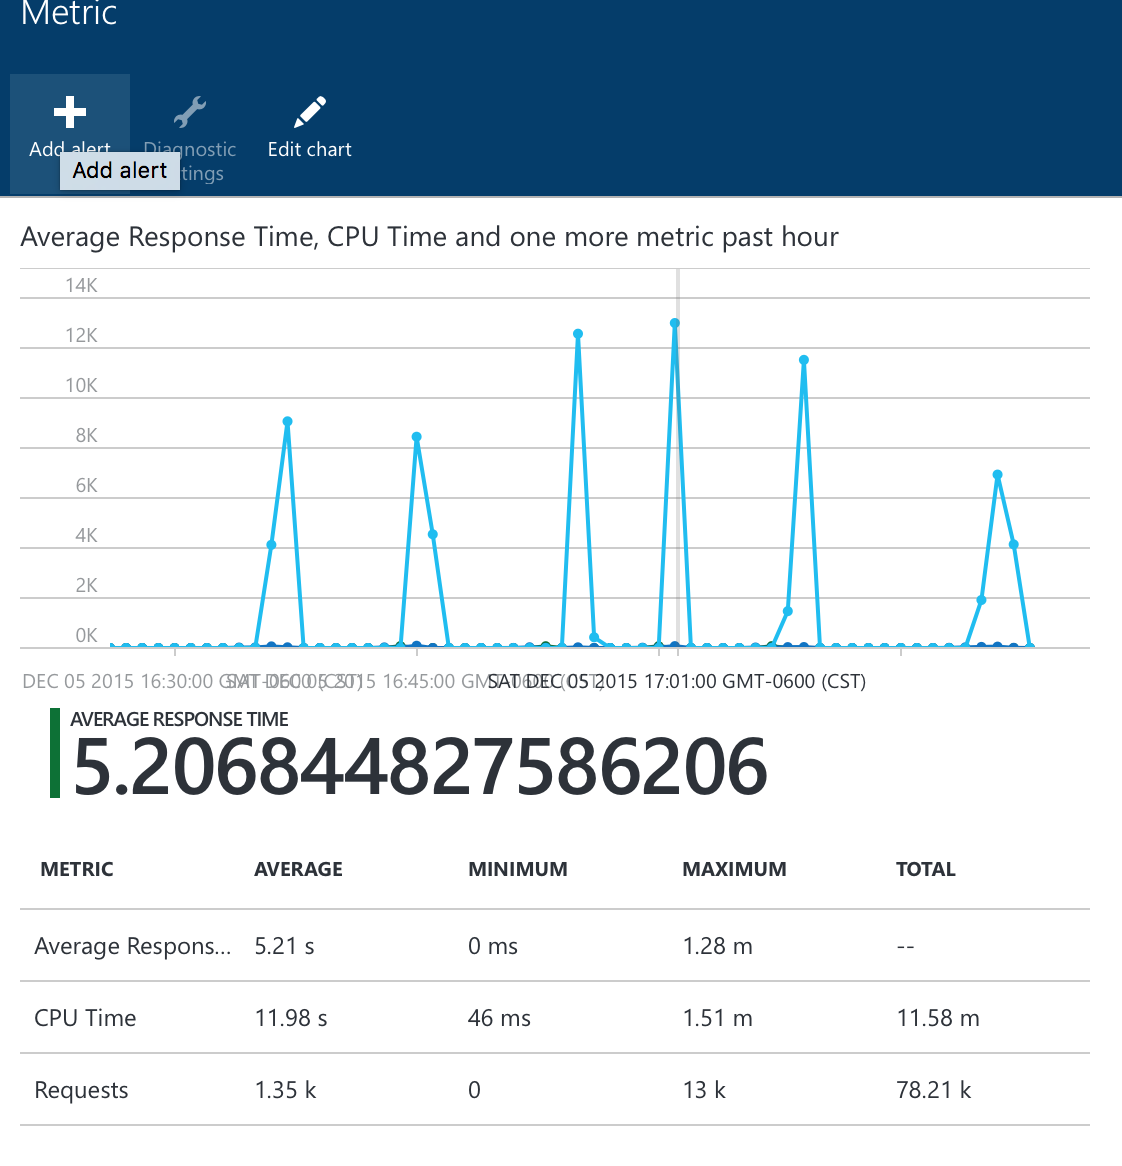 Metric
Add alert
Diagnostic
tings
Edit chart
Add alert
Average Response Time, CPU Time and one more metric past hour
14K
12K
10K
8K
6K
4K
2K
0K
DEC 05 2015 16:30:00 GMT-0600 (CST) SAT DEC 05 2015 16:45:00 GMT-0600 (CST) SAT DEC 05 2015 17:01:00 GMT-0600 (CST)
AVERAGE RESPONSE TIME
5.206844827586206
METRIC AVERAGE MINIMUM MAXIMUM TOTAL
Average Respons... 5.21 s 0 ms 1.28 m --
CPU Time 11.98 s 46 ms 1.51 m 11.58 m
Requests 1.35 k 0 13 k 78.21 k